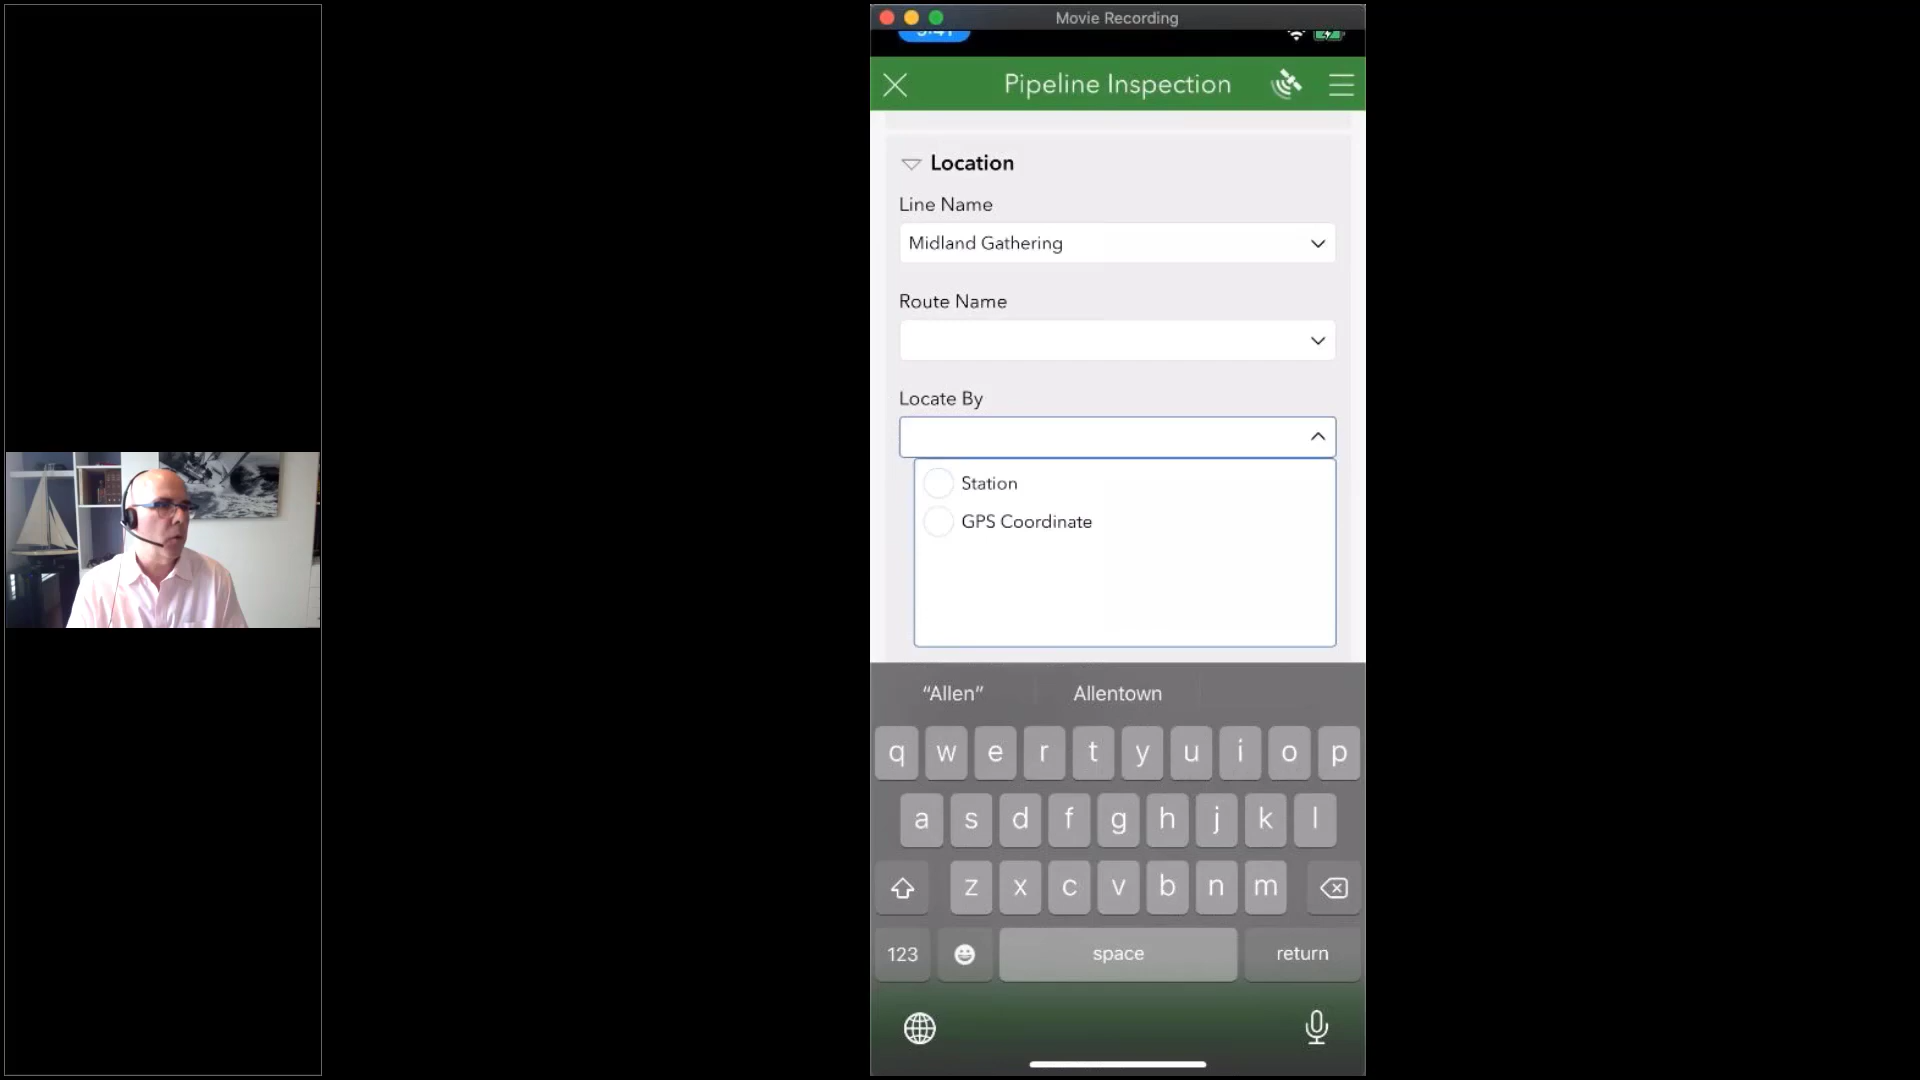 Movie Recording
Pipeline Inspection
Location
Line Name
Midland Gathering
Route Name
Locate By
Station
GPS Coordinate
“Allen” Allentown
q w e r t y u i o p
a s d f g h j k l
z x c v b n m
123 space return